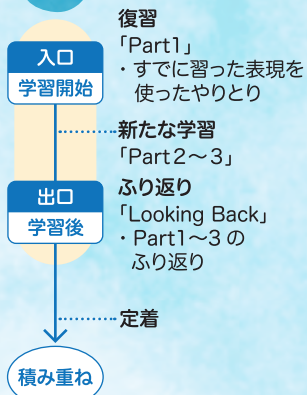 復習
「Part1」
入口
・すでに習った表現を
学習開始
使ったやりとり
新たな学習
「Part2〜3」
ふり返り
出口
「Looking Back」
学習後
・Part1〜3の
ふり返り
定着
積み重ね